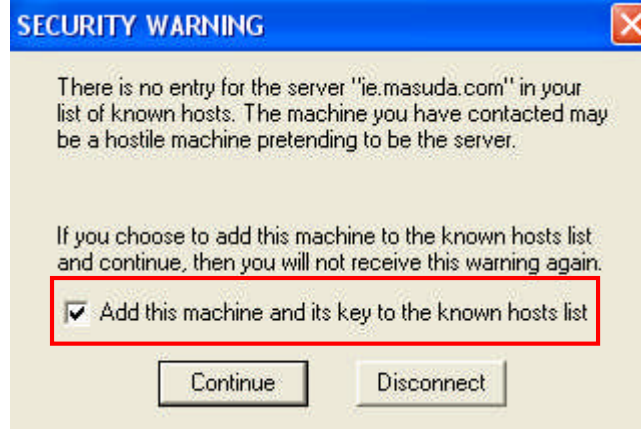 SECURITY WARNING
There is no entry for the server "ie.masuda.com" in your
list of known hosts. The machine you have contacted may
be a hostile machine pretending to be the server.
If you choose to add this machine to the known hosts list
and continue, then you will not receive this warning again.
Add this machine and its key to the known hosts list
Continue Disconnect